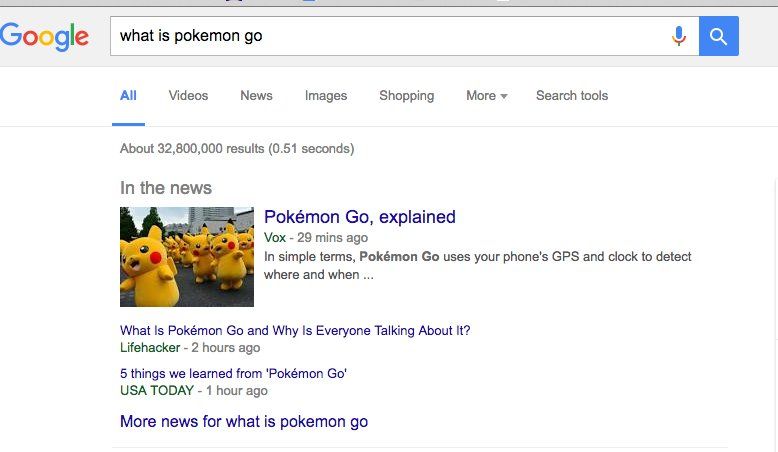 Google
what is pokemon go
All Videos News Images Shopping More Search tools
About 32,800,000 results (0.51 seconds)
In the news
Pokémon Go, explained
Vox - 29 mins ago
In simple terms, Pokémon Go uses your phone's GPS and clock to detect
where and when ...
What Is Pokémon Go and Why Is Everyone Talking About It?
Lifehacker - 2 hours ago
5 things we learned from 'Pokémon Go'
USA TODAY - 1 hour ago
More news for what is pokemon go